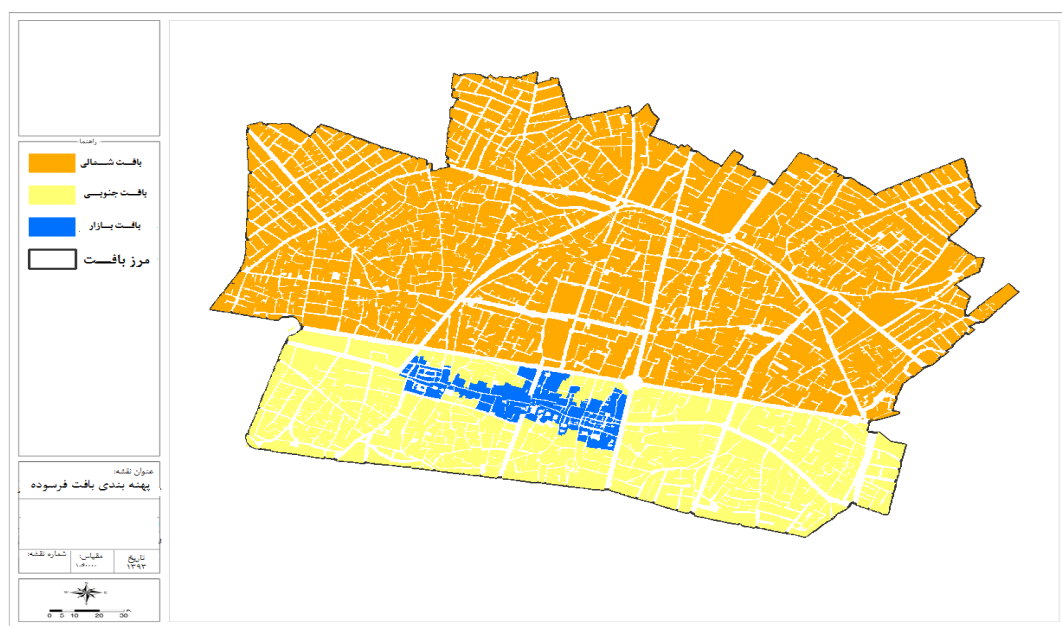 راهنما
بافت شمالی
بافت جنوبی
بافت بازار
مرز بافت
عنوان نقشه:
پهنه بندی بافت فرسوده
تاریخ
۱۳۹۳
مقیاس:
شماره نقشه:
0 5 10 20 30